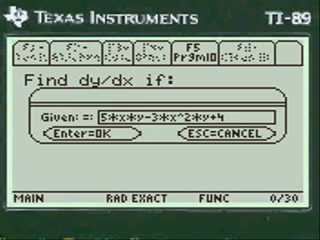 TEXAS INSTRUMENTS TI-89
F5
PrgmIO
Find dy/dx if:
Given: =: 5*x*y-3*x^2*y+4
Enter=OK ESC=CANCEL
MAIN RAD EXACT FUNC 0/30